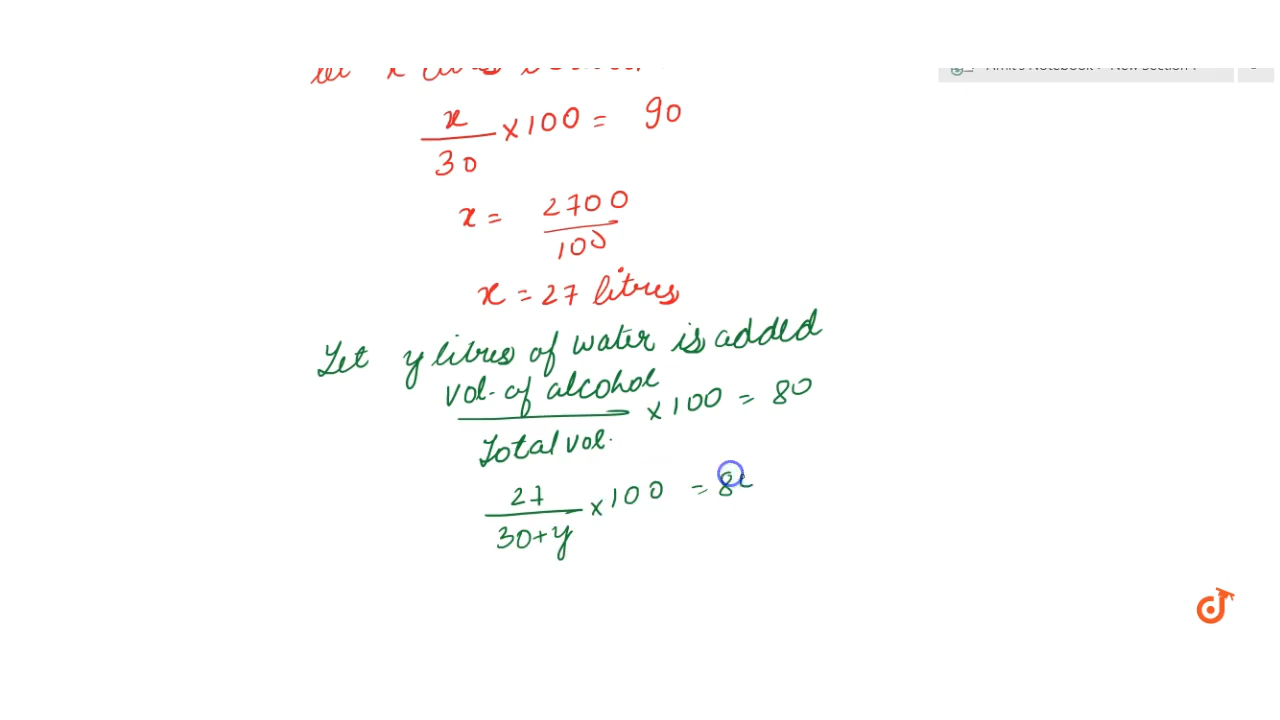 x/30 ×100 = 90
x = 2700/100
x = 27 litres
Let y litres of water is added
Vol. of alcohol/Total vol. ×100 = 80
27/30+y ×100 = 80